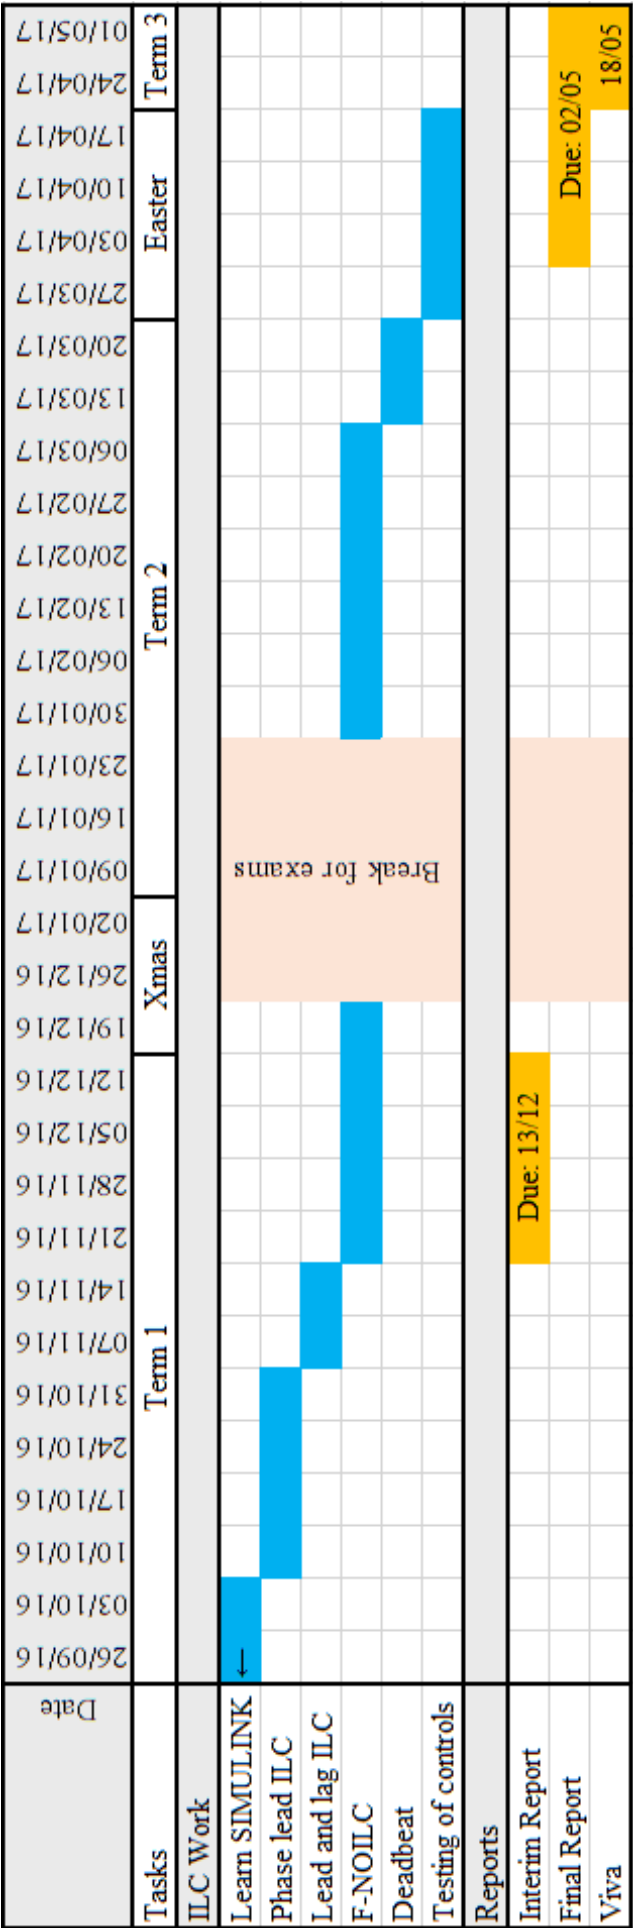 Date
26/09/16
03/10/16
10/10/16
17/10/16
24/10/16
31/10/16
07/11/16
14/11/16
21/11/16
28/11/16
05/12/16
12/12/16
19/12/16
26/12/16
02/01/17
09/01/17
16/01/17
23/01/17
30/01/17
06/02/17
13/02/17
20/02/17
27/02/17
06/03/17
13/03/17
20/03/17
27/03/17
03/04/17
10/04/17
17/04/17
24/04/17
01/05/17
Tasks
Term 1
Xmas
Term 2
Easter
Term 3
ILC Work
Learn SIMULINK
←
Phase lead ILC
Lead and lag ILC
F-NOILC
Deadbeat
Testing of controls
Break for exams
Reports
Interim Report
Due: 13/12
Final Report
Due: 02/05
Viva
18/05